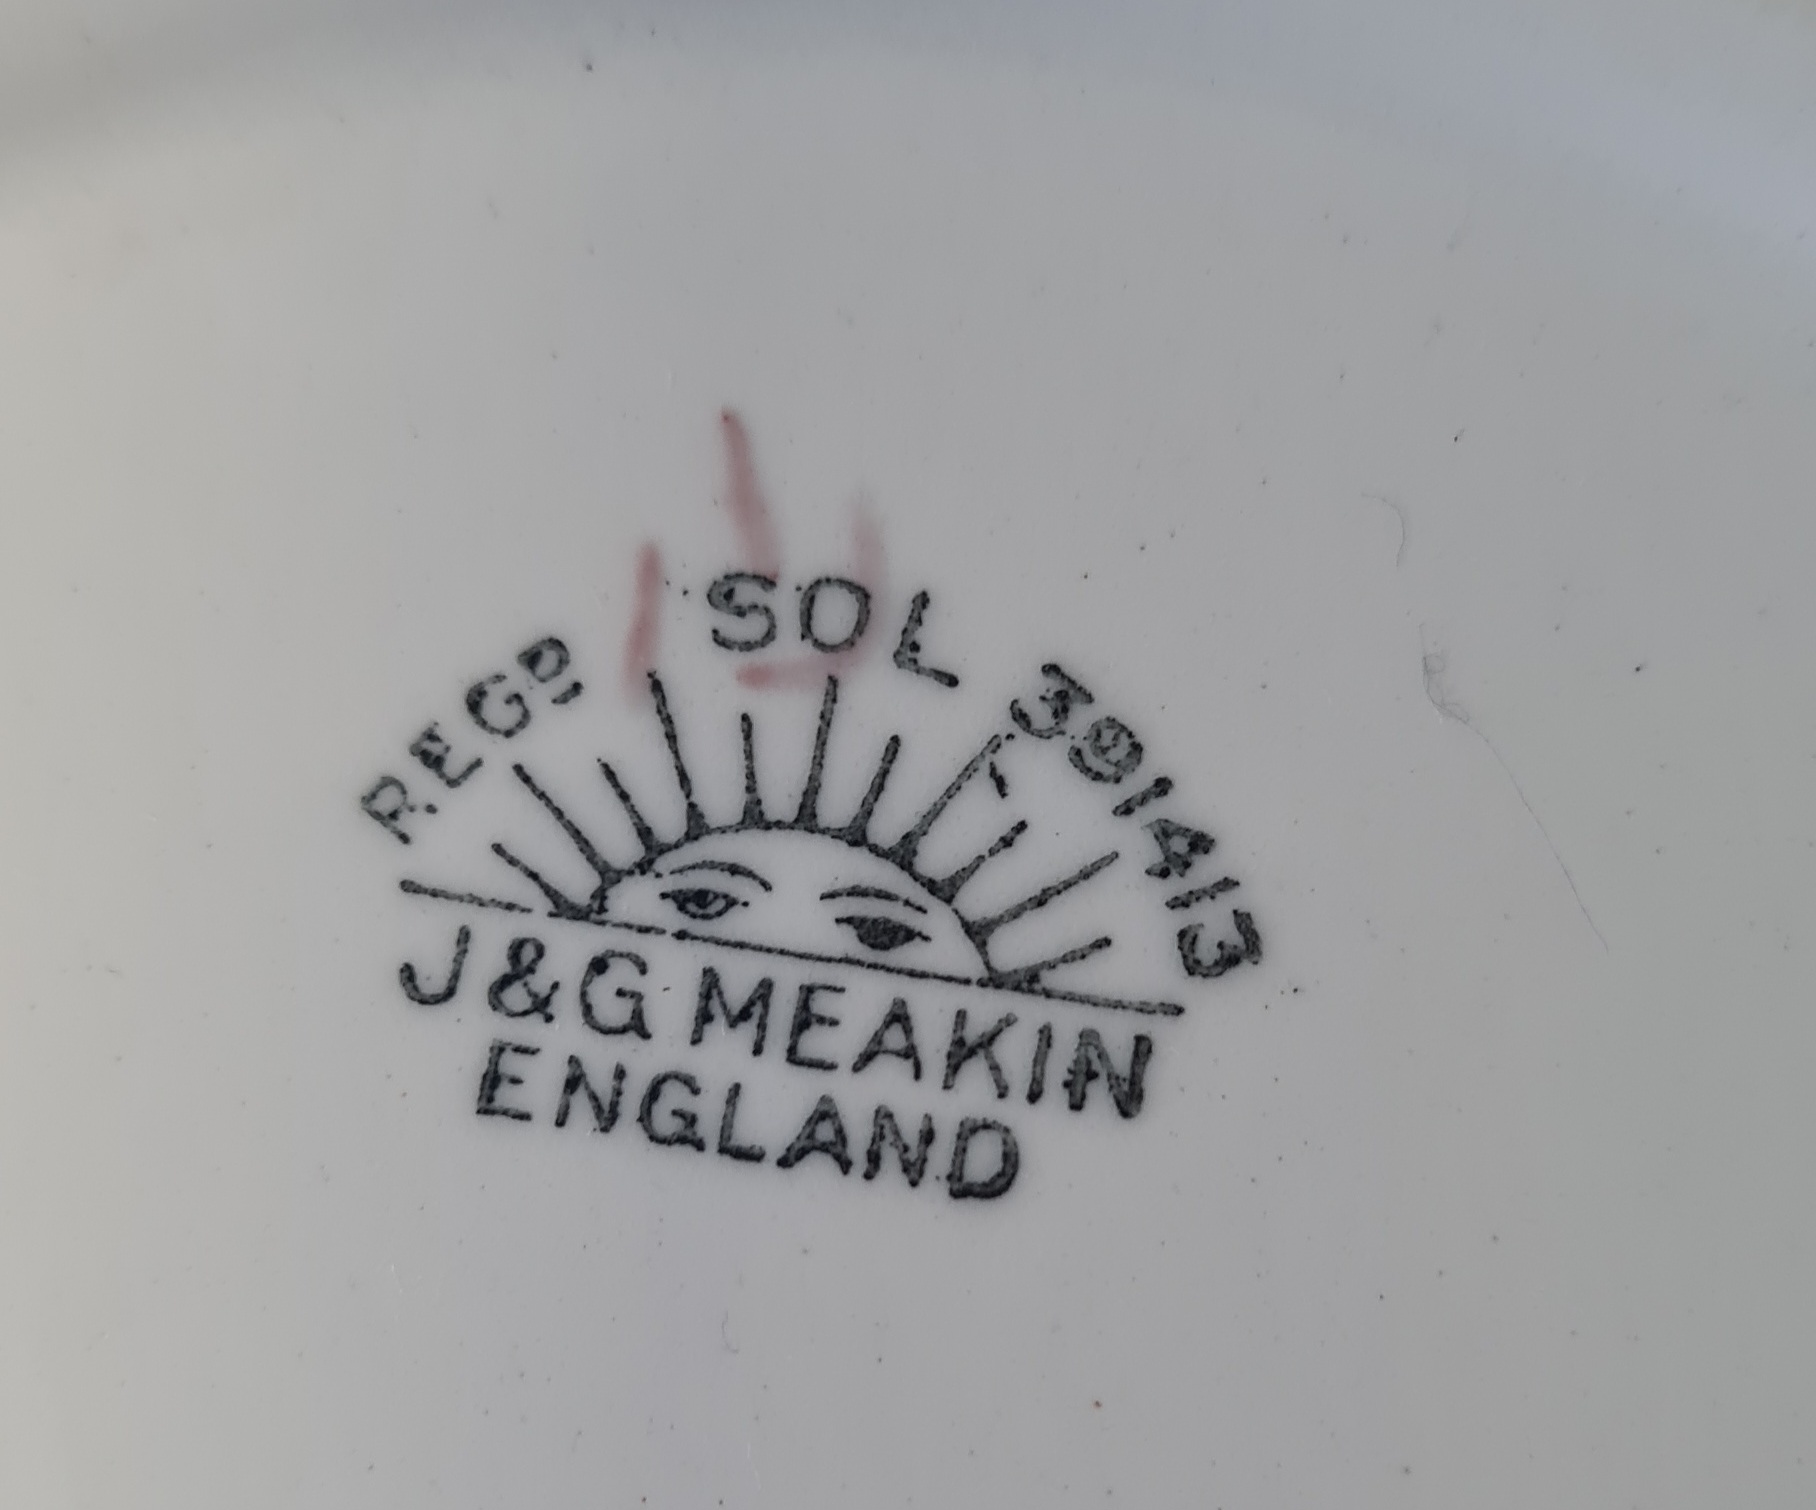 REGD SOL 391413
J & G MEAKIN
ENGLAND